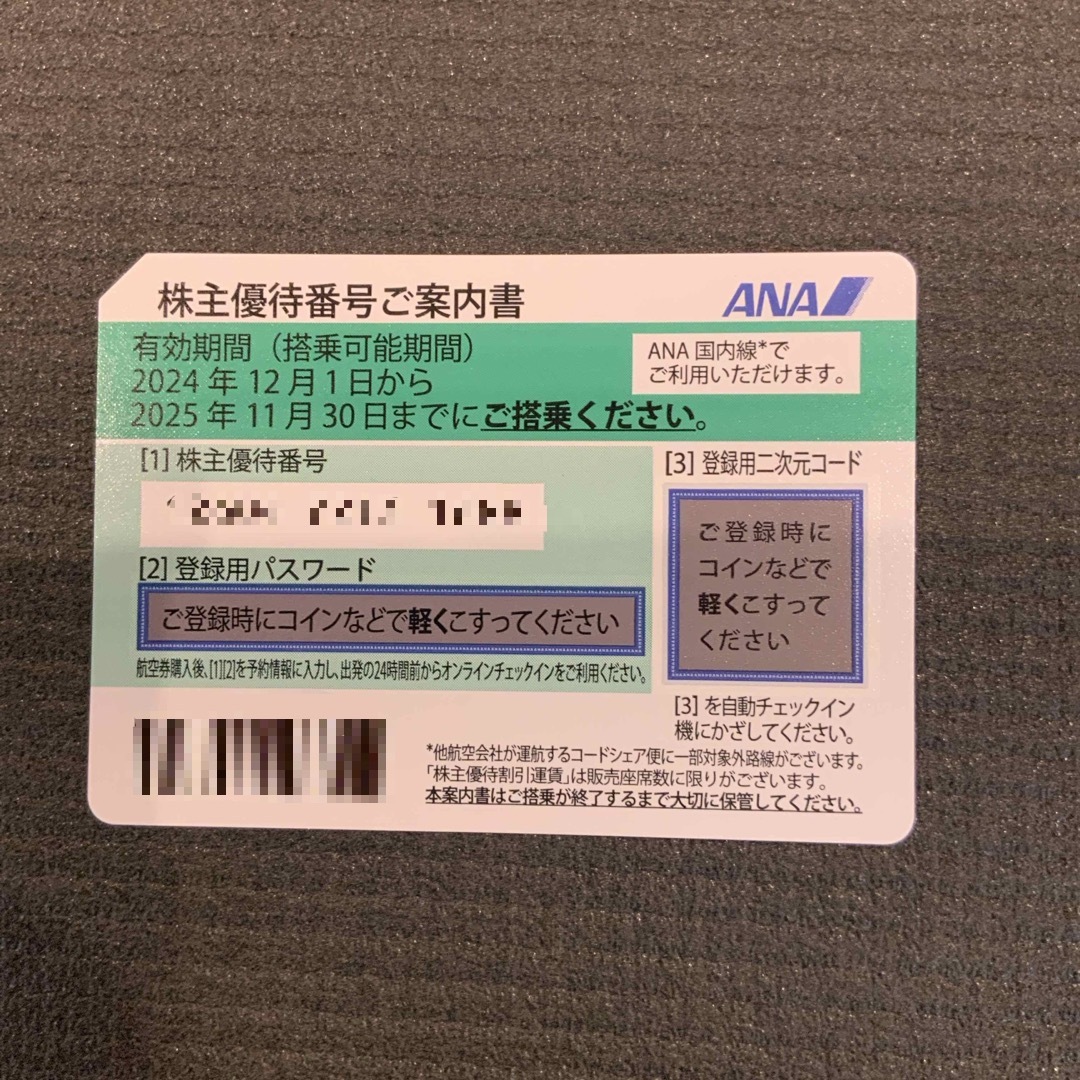 株主優待番号ご案内書
ANA
有効期間（搭乗可能期間）
2024 年 12 月 1 日から
2025 年 11 月 30 日までにご搭乗ください。
ANA 国内線*で
ご利用いただけます。
[1] 株主優待番号
[2] 登録用パスワード
ご登録時にコインなどで軽くこすってください
航空券購入後、[1][2]を予約情報に入力し、出発の24時間前からオンラインチェックインをご利用ください。
[3] 登録用二次元コード
ご登録時に
コインなどで
軽くこすって
ください
[3] を自動チェックイン
機にかざしてください。
*他航空会社が運航するコードシェア便に一部対象外路線がございます。
「株主優待割引運賃」は販売座席数に限りがございます。
本案内書はご搭乗が終了するまで大切に保管してください。